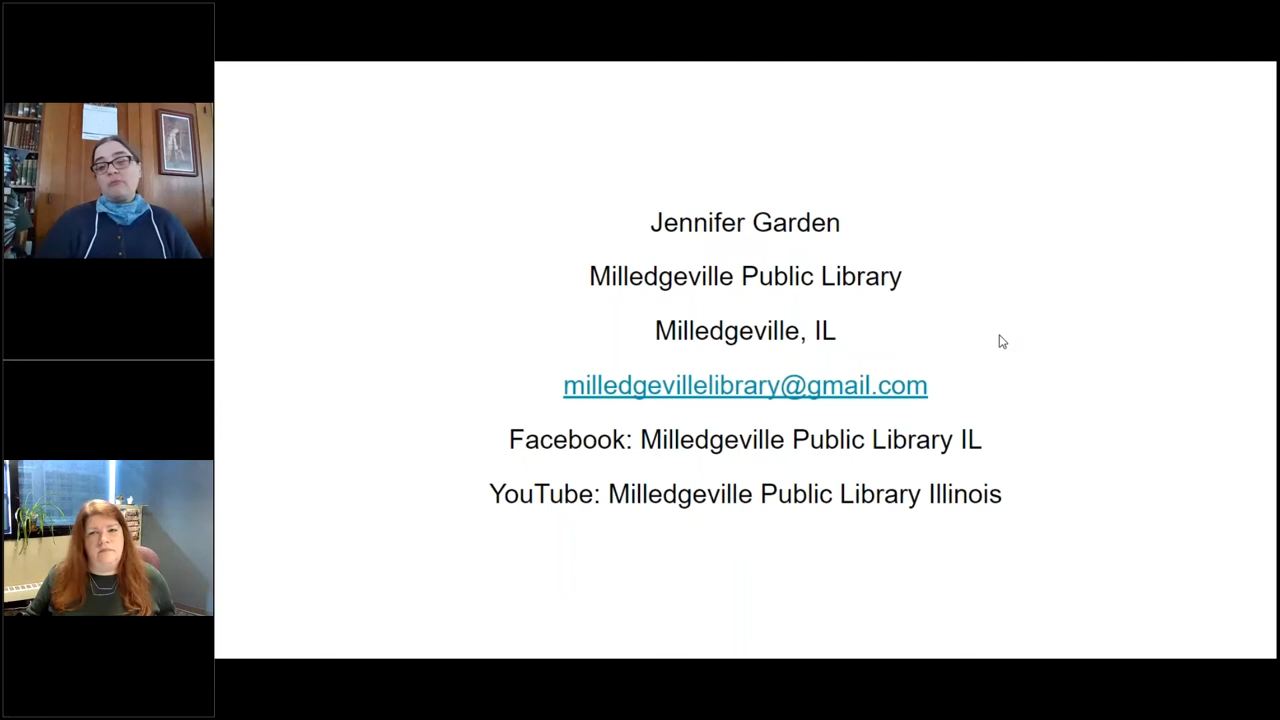 Jennifer Garden
Milledgeville Public Library
Milledgeville, IL
milledgevillelibrary@gmail.com
Facebook: Milledgeville Public Library IL
YouTube: Milledgeville Public Library Illinois